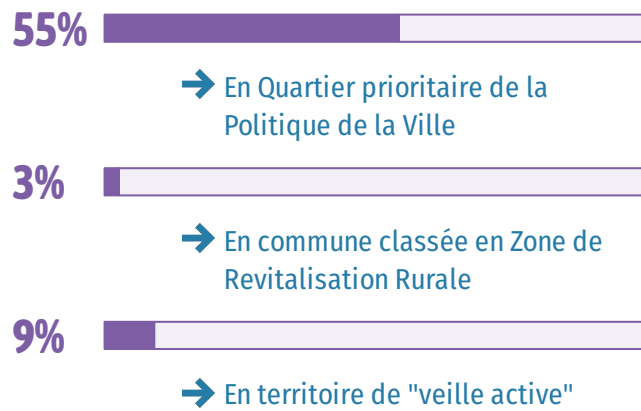 55%
En Quartier prioritaire de la
Politique de la Ville
3%
En commune classée en Zone de
Revitalisation Rurale
9%
En territoire de "veille active"